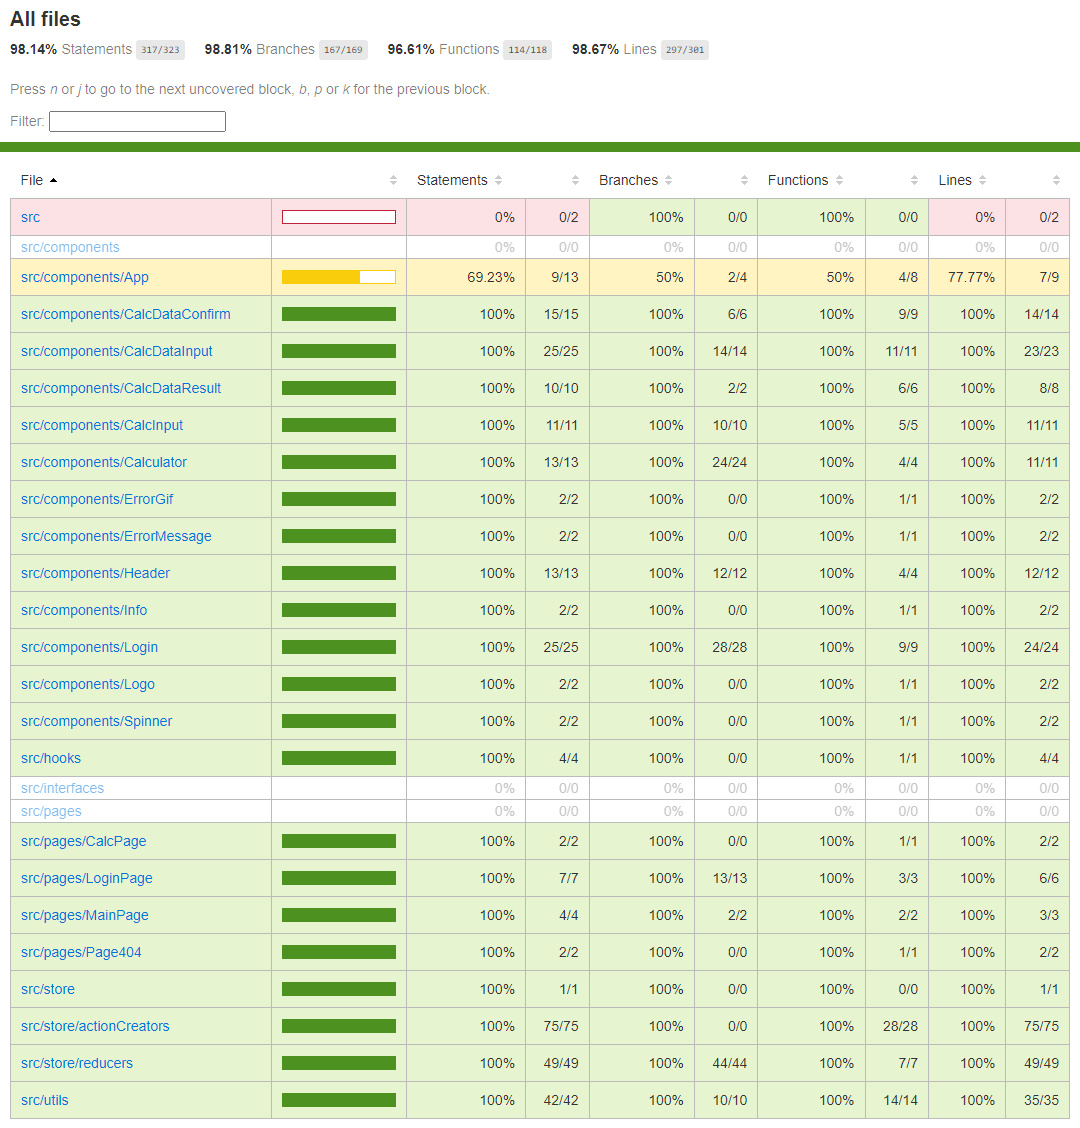 All files
98.14% Statements 317/323 98.81% Branches 167/169 96.61% Functions 114/118 98.67% Lines 297/301
Press n or j to go to the next uncovered block, b, p or k for the previous block.
Filter:
File Statements Branches Functions Lines
src 0% 0/2 100% 0/0 100% 0/0 0% 0/2
src/components 0% 0/0 0% 0/0 0% 0/0 0% 0/0
src/components/App 69.23% 9/13 50% 2/4 50% 4/8 77.77% 7/9
src/components/CalcDataConfirm 100% 15/15 100% 6/6 100% 9/9 100% 14/14
src/components/CalcDataInput 100% 25/25 100% 14/14 100% 11/11 100% 23/23
src/components/CalcDataResult 100% 10/10 100% 2/2 100% 6/6 100% 8/8
src/components/CalcInput 100% 11/11 100% 10/10 100% 5/5 100% 11/11
src/components/Calculator 100% 13/13 100% 24/24 100% 4/4 100% 11/11
src/components/ErrorGif 100% 2/2 100% 0/0 100% 1/1 100% 2/2
src/components/ErrorMessage 100% 2/2 100% 0/0 100% 1/1 100% 2/2
src/components/Header 100% 13/13 100% 12/12 100% 4/4 100% 12/12
src/components/Info 100% 2/2 100% 0/0 100% 1/1 100% 2/2
src/components/Login 100% 25/25 100% 28/28 100% 9/9 100% 24/24
src/components/Logo 100% 2/2 100% 0/0 100% 1/1 100% 2/2
src/components/Spinner 100% 2/2 100% 0/0 100% 1/1 100% 2/2
src/hooks 100% 4/4 100% 0/0 100% 1/1 100% 4/4
src/interfaces 0% 0/0 0% 0/0 0% 0/0 0% 0/0
src/pages 0% 0/0 0% 0/0 0% 0/0 0% 0/0
src/pages/CalcPage 100% 2/2 100% 0/0 100% 1/1 100% 2/2
src/pages/LoginPage 100% 7/7 100% 13/13 100% 3/3 100% 6/6
src/pages/MainPage 100% 4/4 100% 2/2 100% 2/2 100% 3/3
src/pages/Page404 100% 2/2 100% 0/0 100% 1/1 100% 2/2
src/store 100% 1/1 100% 0/0 100% 0/0 100% 1/1
src/store/actionCreators 100% 75/75 100% 0/0 100% 28/28 100% 75/75
src/store/reducers 100% 49/49 100% 44/44 100% 7/7 100% 49/49
src/utils 100% 42/42 100% 10/10 100% 14/14 100% 35/35